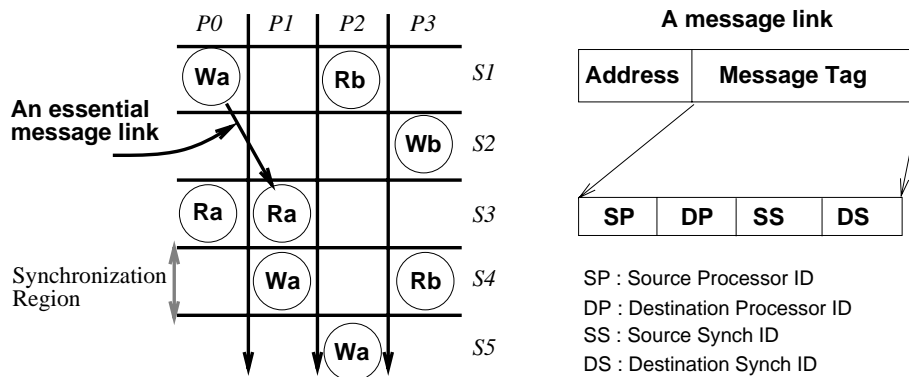 P0 P1 P2 P3
Wa Rb S1
An essential
message link
Wb S2
Ra Ra S3
Synchronization
Region
Wa Rb S4
Wa S5
A message link
Address Message Tag
SP DP SS DS
SP : Source Processor ID
DP : Destination Processor ID
SS : Source Synch ID
DS : Destination Synch ID